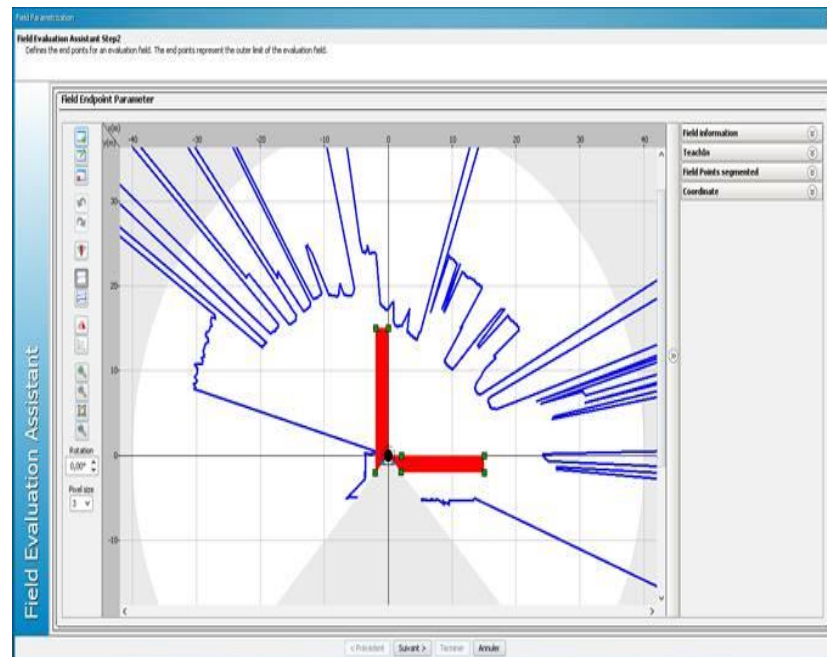 Field Parametrization
Field Evaluation Assistant Step2
Defines the end points for an evaluation field. The end points represent the outer limit of the evaluation field.
Field Endpoint Parameter
x[m]
y[m]
-40 -30 -20 -10 0 10 20 30 40
30
20
10
0
-10
Rotation
0,00°
Pixel size
3
Field information
TeachIn
Field Points segmented
Coordinate
Field Evaluation Assistant
< Précédent Suivant > Terminer Annuler